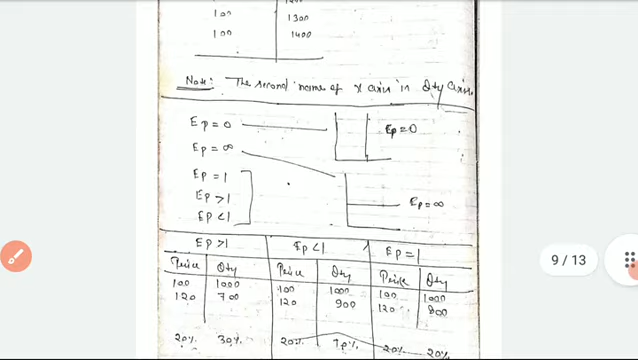 100 1300
100 1400
Note: The second name of x axis in Qty axis.
Ep = 0
Ep=0
Ep = ∞
Ep = 1
Ep > 1
Ep < 1
Ep=∞
Ep > 1 Ep < 1 Ep = 1
Price Qty Price Qty Price Qty
100 1000 100 1000 100 1000
120 700 120 900 120 800
20% 30% 20% 10% 20% 20%
9 / 13